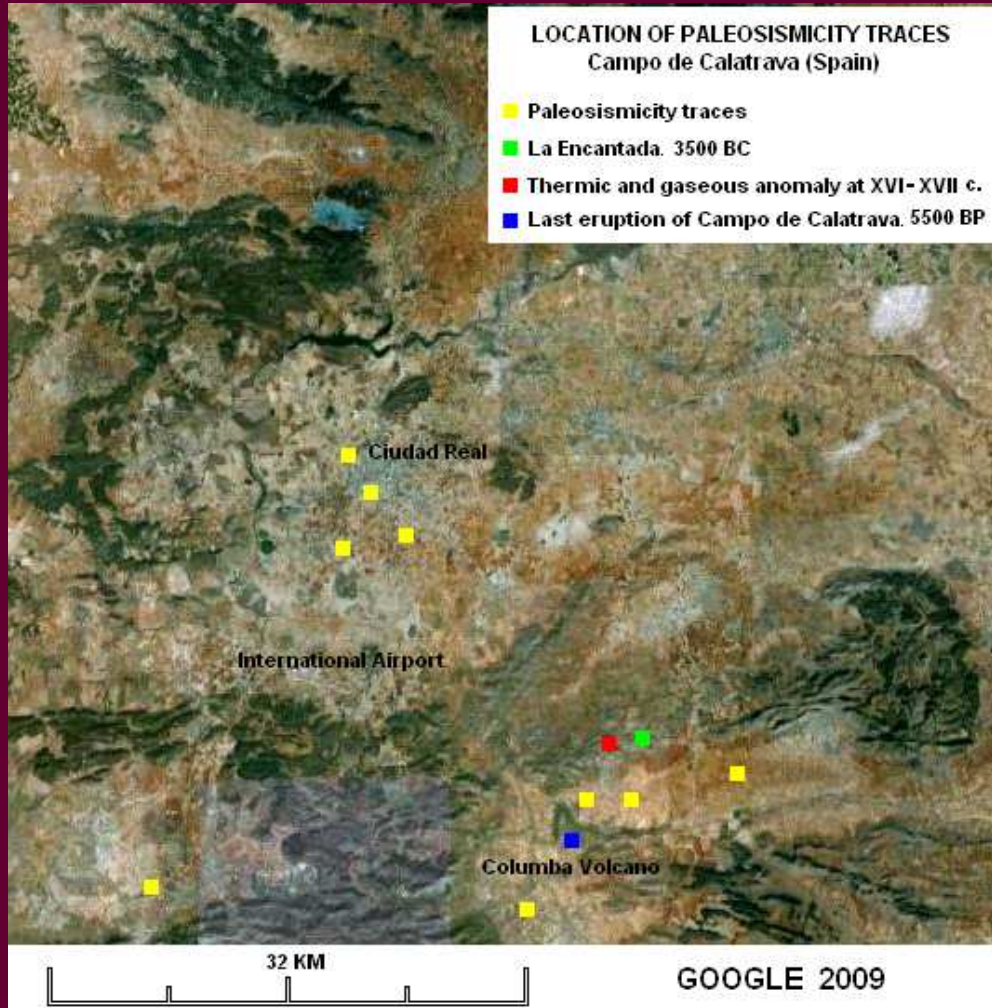 LOCATION OF PALEOSISMICITY TRACES
Campo de Calatrava (Spain)
Paleosismicity traces
La Encantada. 3500 BC
Thermic and gaseous anomaly at XVI-XVII c.
Last eruption of Campo de Calatrava. 5500 BP
Ciudad Real
International Airport
Columba Volcano
32 KM
GOOGLE 2009